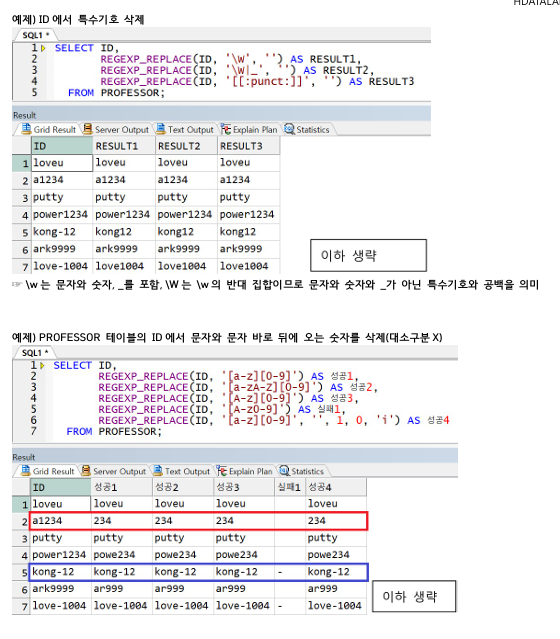 HDATALA
예제) ID에서 특수기호 삭제
SQL1 *
1 SELECT ID,
2 REGEXP_REPLACE(ID, '\W', '') AS RESULT1,
3 REGEXP_REPLACE(ID, '\W|_', '') AS RESULT2,
4 REGEXP_REPLACE(ID, '[[:punct:]]', '') AS RESULT3
5 FROM PROFESSOR;
Result
Grid Result Server Output Text Output Explain Plan Statistics
ID RESULT1 RESULT2 RESULT3
1 loveu loveu loveu loveu
2 a1234 a1234 a1234 a1234
3 putty putty putty putty
4 power1234 power1234 power1234 power1234
5 kong-12 kong12 kong12 kong12
6 ark9999 ark9999 ark9999 ark9999
7 love-1004 love1004 love1004 love1004
이하 생략
☞ \w 는 문자와 숫자, _를 포함, \W 는 \w 의 반대 집합이므로 문자와 숫자와 _가 아닌 특수기호와 공백을 의미
예제) PROFESSOR 테이블의 ID에서 문자와 문자 바로 뒤에 오는 숫자를 삭제(대소구분 X)
SQL1 *
1 SELECT ID,
2 REGEXP_REPLACE(ID, '[a-z][0-9]') AS 성공1,
3 REGEXP_REPLACE(ID, '[a-zA-Z][0-9]') AS 성공2,
4 REGEXP_REPLACE(ID, '[A-z][0-9]') AS 성공3,
5 REGEXP_REPLACE(ID, '[A-z0-9]') AS 실패1,
6 REGEXP_REPLACE(ID, '[a-z][0-9]', '', 1, 0, 'i') AS 성공4
7 FROM PROFESSOR;
Result
Grid Result Server Output Text Output Explain Plan Statistics
ID 성공1 성공2 성공3 실패1 성공4
1 loveu loveu loveu loveu loveu
2 a1234 234 234 234 234
3 putty putty putty putty putty
4 power1234 powe234 powe234 powe234 powe234
5 kong-12 kong-12 kong-12 kong-12 - kong-12
6 ark9999 ar999 ar999 ar999 ar999
7 love-1004 love-1004 love-1004 love-1004 - love-1004
이하 생략